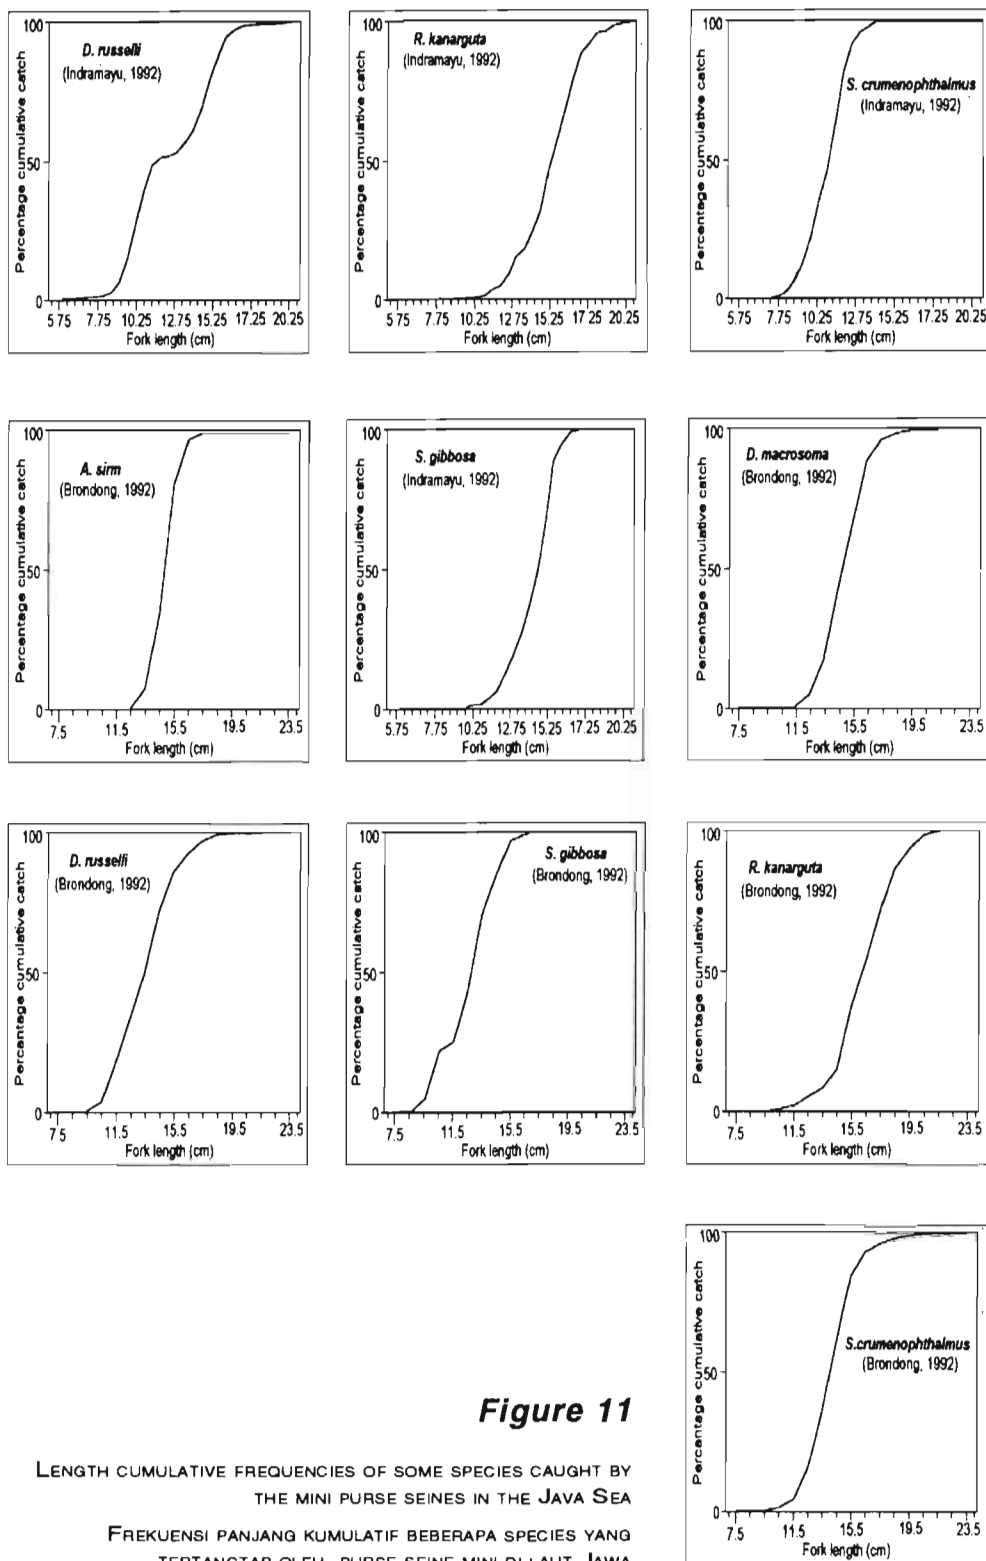 100
50
0
Percentage cumulative catch
D. russelli
(Indramayu, 1992)
5 75 7.75 10.25 12.75 15.25 17.25 20.25
Fork length (cm)
100
50
0
Percentage cumulative catch
R. kanarguta
(Indramayu, 1992)
5.75 7.75 10.25 12.75 15.25 17.25 20.25
Fork length (cm)
100
50
0
Percentage cumulative catch
S. crumenophthalmus
(Indramayu, 1992)
5.75 7.75 10.25 12.75 15.25 17.25 20.25
Fork length (cm)
100
50
0
Percentage cumulative catch
A. sirm
(Brondong, 1992)
7.5 11.5 15.5 19.5 23.5
Fork length (cm)
100
50
0
Percentage cumulative catch
S. gibbosa
(Indramayu, 1992)
5.75 7.75 10.25 12.75 15.25 17.25 20.25
Fork length (cm)
100
50
0
Percentage cumulative catch
D. macrosoma
(Brondong, 1992)
7.5 11.5 15.5 19.5 23.5
Fork length (cm)
100
50
0
Percentage cumulative catch
D. russelli
(Brondong, 1992)
7.5 11.5 15.5 19.5 23.5
Fork length (cm)
100
50
0
Percentage cumulative catch
S. gibbosa
(Brondong, 1992)
7.5 11.5 15.5 19.5 23.5
Fork length (cm)
100
50
0
Percentage cumulative catch
R. kanarguta
(Brondong, 1992)
7.5 11.5 15.5 19.5 23.5
Fork length (cm)
100
50
0
Percentage cumulative catch
S.crumenophthalmus
(Brondong, 1992)
7.5 11.5 15.5 19.5 23.5
Fork length (cm)
Figure 11
LENGTH CUMULATIVE FREQUENCIES OF SOME SPECIES CAUGHT BY
THE MINI PURSE SEINES IN THE JAVA SEA
FREKUENSI PANJANG KUMULATIF BEBERAPA SPECIES YANG
TERTANGTAP OLEH PURSE SEINE MINI DI LAUT JAWA